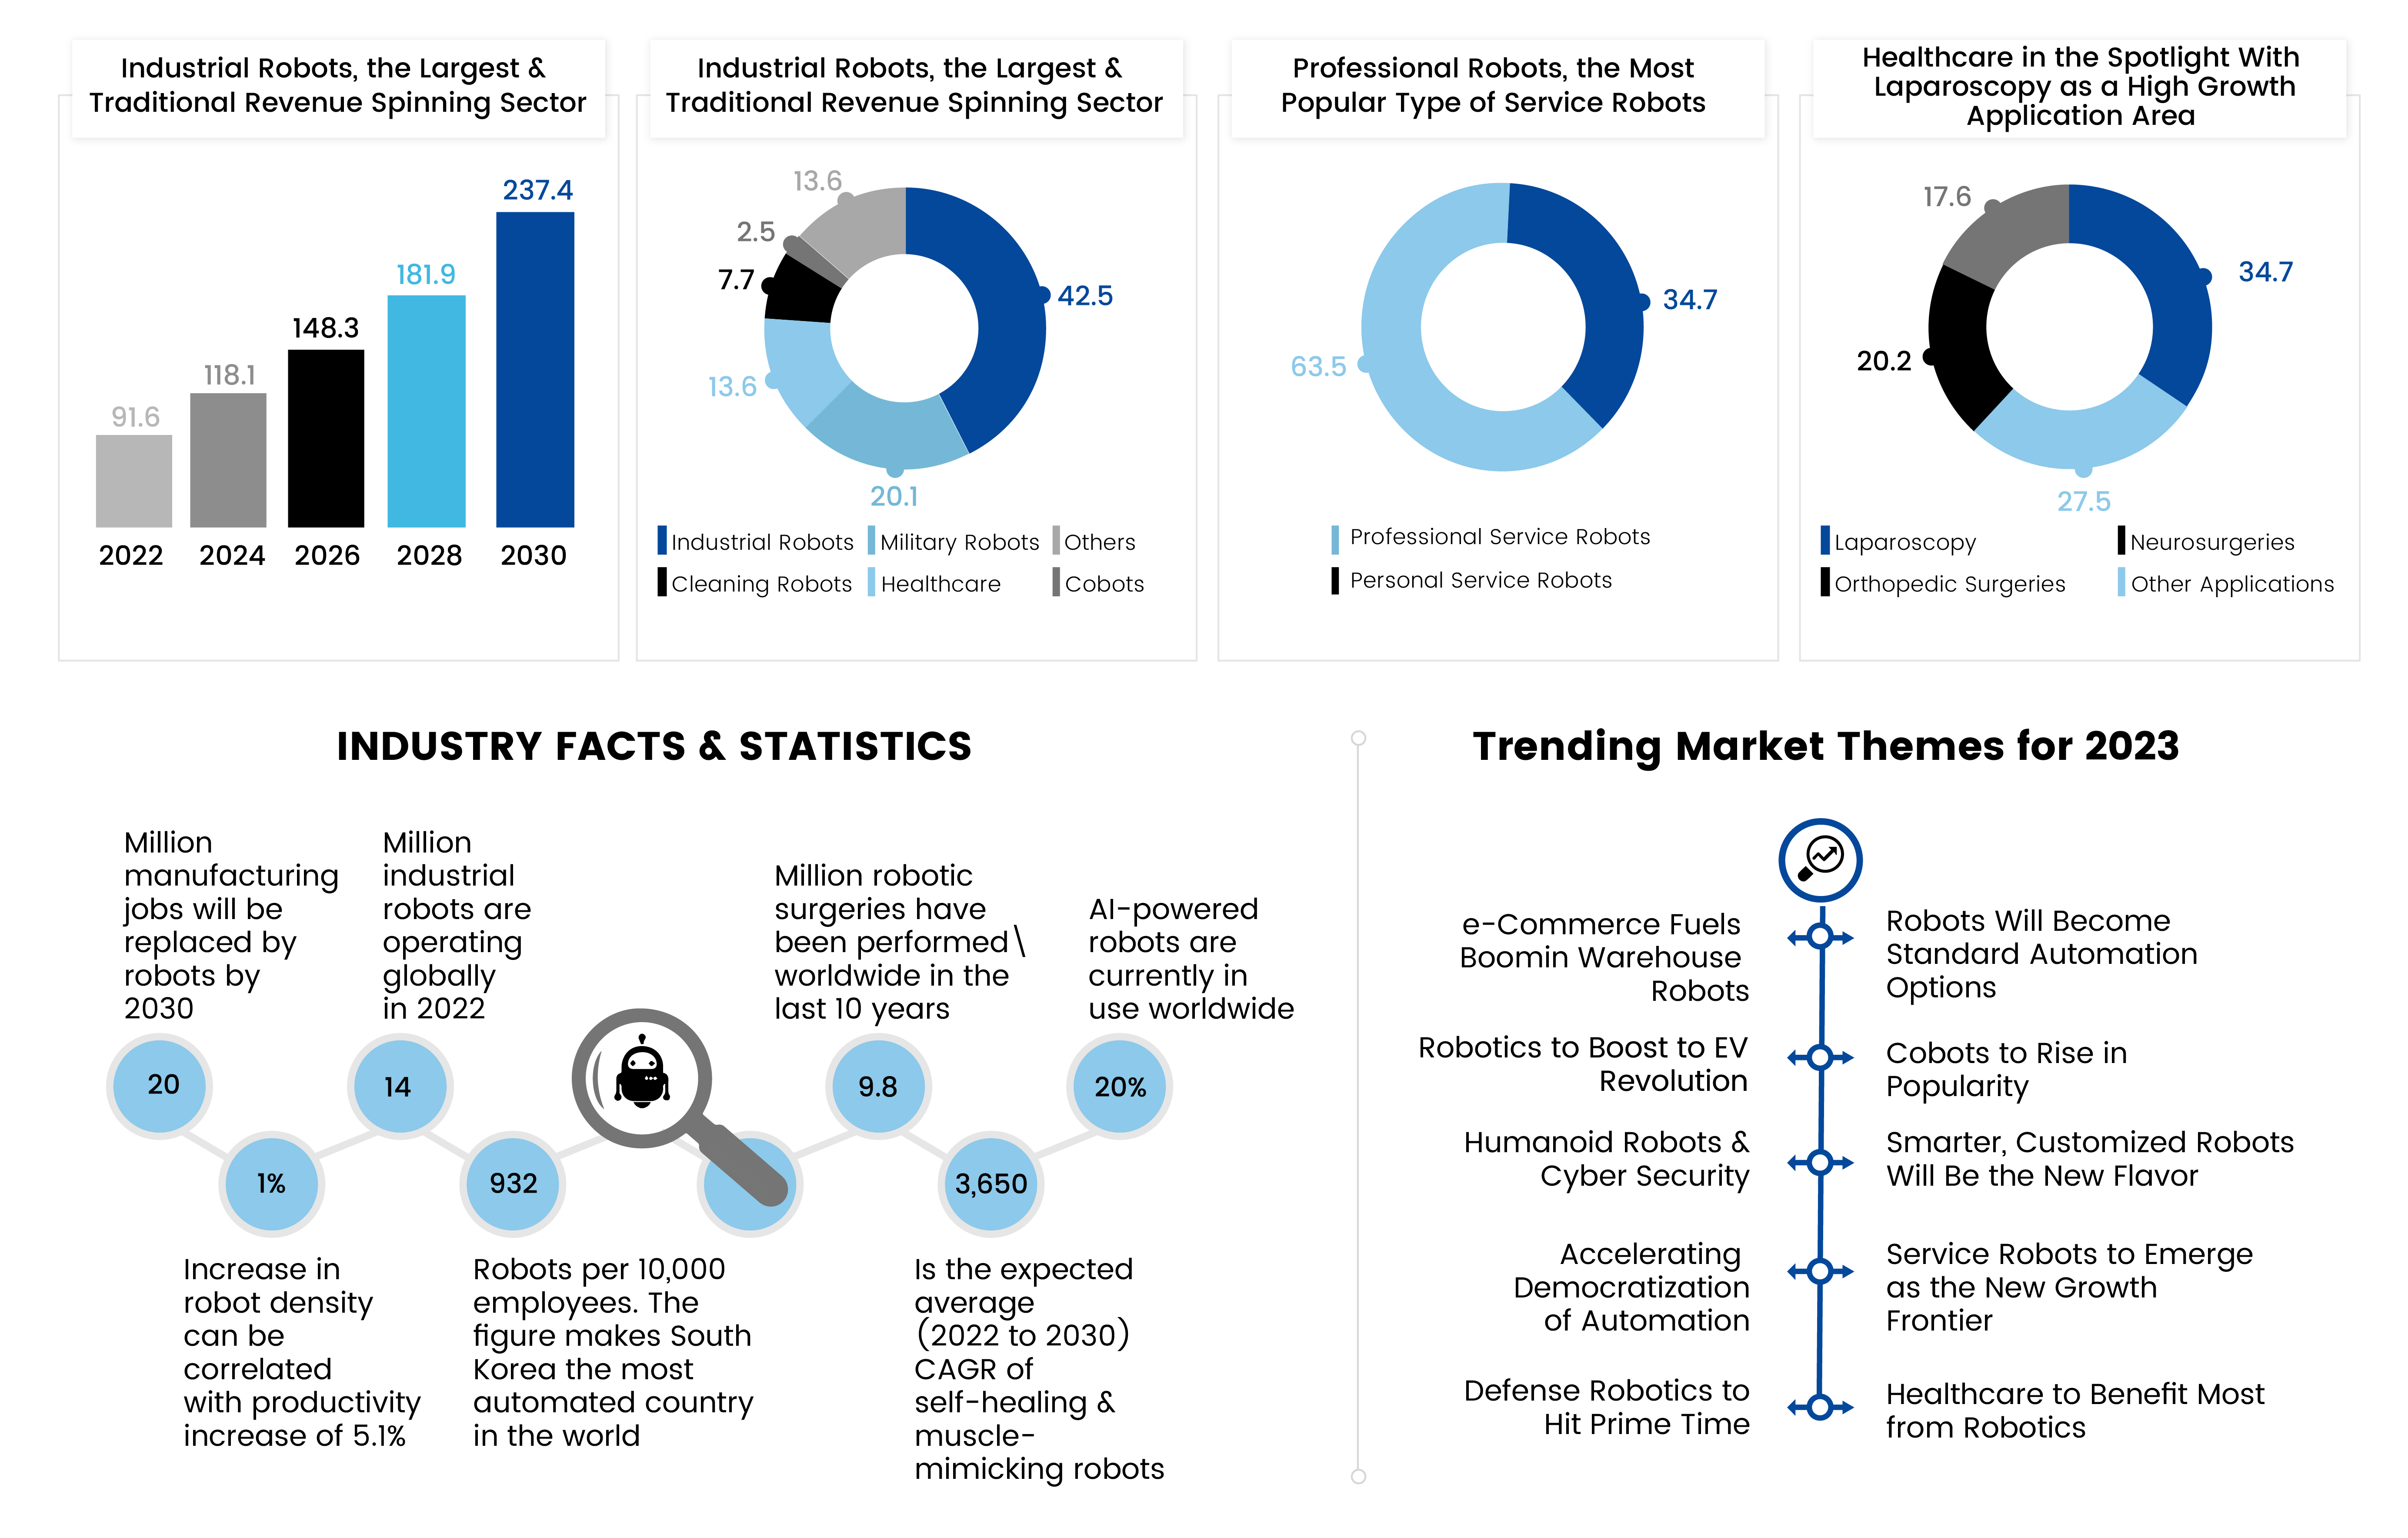 Industrial Robots, the Largest &
Traditional Revenue Spinning Sector
237.4
181.9
148.3
118.1
91.6
2022
2024
2026
2028
2030
Industrial Robots, the Largest &
Traditional Revenue Spinning Sector
13.6
2.5
7.7
42.5
13.6
20.1
Industrial Robots
Military Robots
Others
Cleaning Robots
Healthcare
Cobots
Professional Robots, the Most
Popular Type of Service Robots
34.7
63.5
Professional Service Robots
Personal Service Robots
Healthcare in the Spotlight With
Laparoscopy as a High Growth
Application Area
17.6
34.7
20.2
27.5
Laparoscopy
Neurosurgeries
Orthopedic Surgeries
Other Applications
INDUSTRY FACTS & STATISTICS
Million
manufacturing
jobs will be
replaced by
robots by
2030
20
1%
Increase in
robot density
can be
correlated
with productivity
increase of 5.1%
Million
industrial
robots are
operating
globally
in 2022
14
932
Robots per 10,000
employees. The
figure makes South
Korea the most
automated country
in the world
Million robotic
surgeries have
been performed\
worldwide in the
last 10 years
9.8
3,650
Is the expected
average
(2022 to 2030)
CAGR of
self-healing &
muscle-
mimicking robots
AI-powered
robots are
currently in
use worldwide
20%
Trending Market Themes for 2023
e-Commerce Fuels
Boomin Warehouse
Robots
Robots Will Become
Standard Automation
Options
Robotics to Boost to EV
Revolution
Cobots to Rise in
Popularity
Humanoid Robots &
Cyber Security
Smarter, Customized Robots
Will Be the New Flavor
Accelerating
Democratization
of Automation
Service Robots to Emerge
as the New Growth
Frontier
Defense Robotics to
Hit Prime Time
Healthcare to Benefit Most
from Robotics